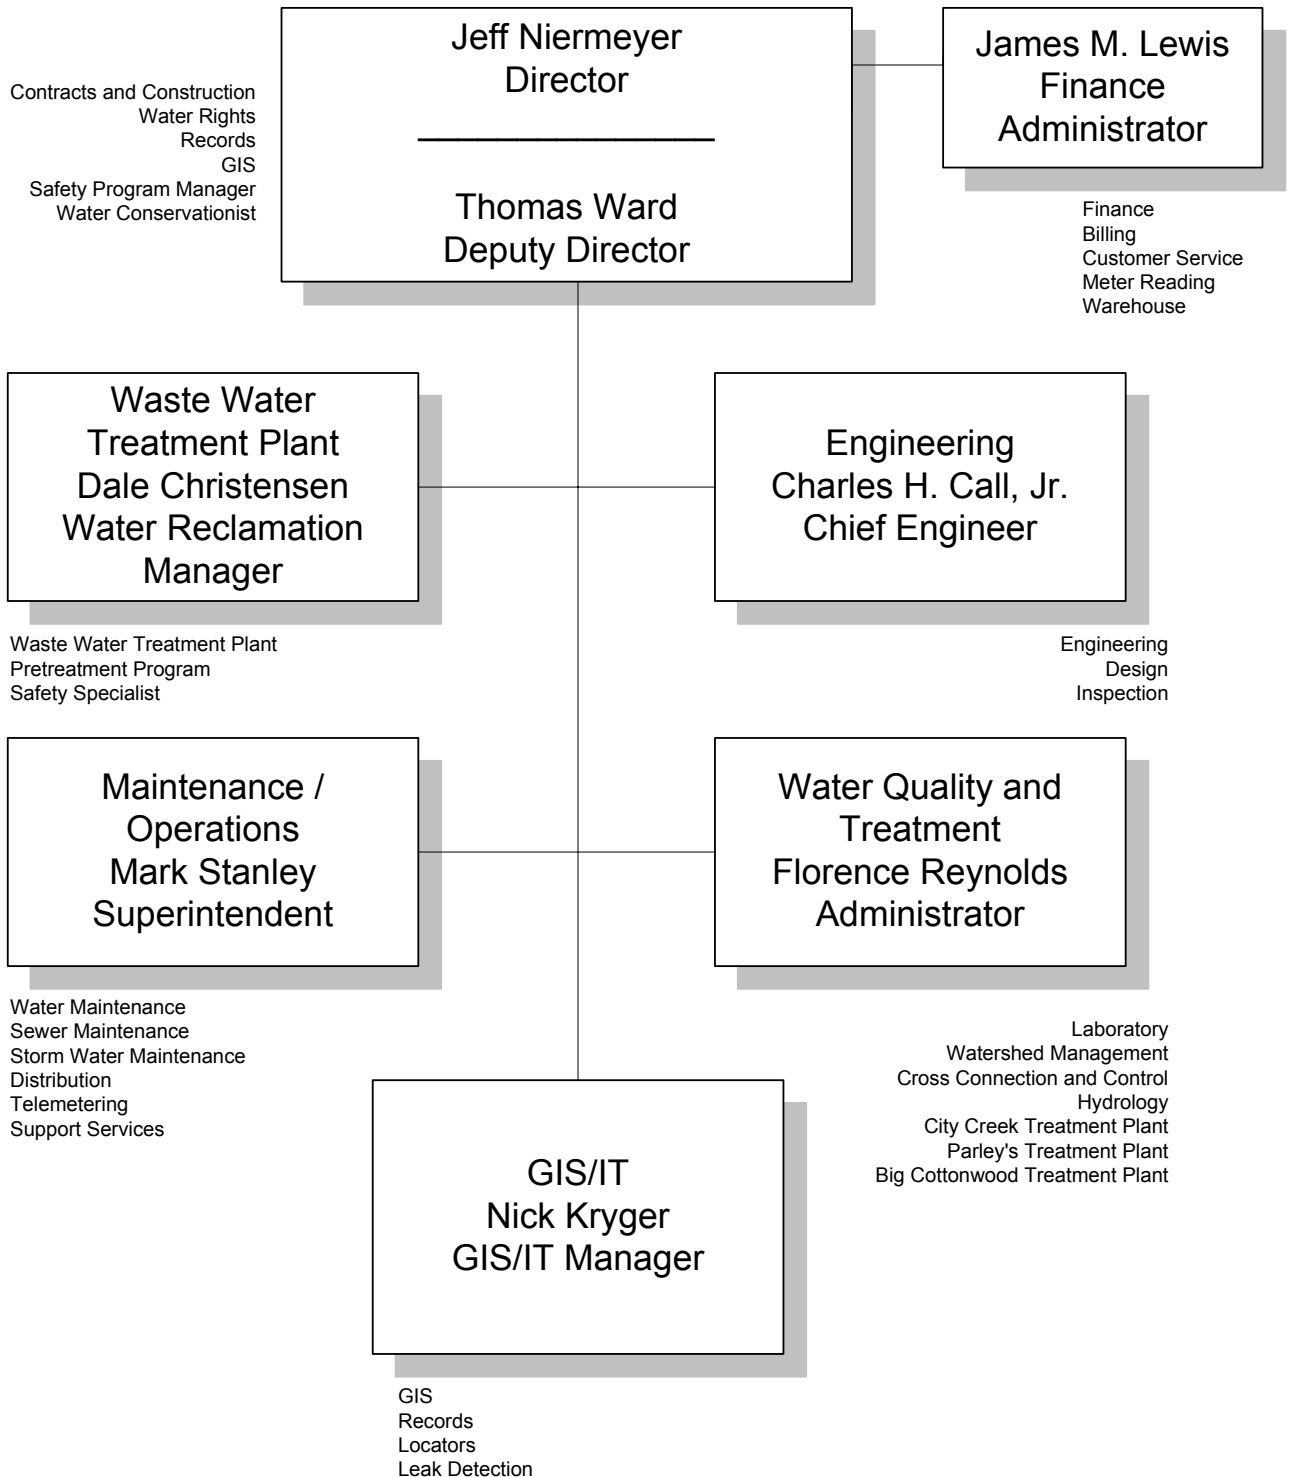 Jeff Niermeyer
Director
Thomas Ward
Deputy Director
Contracts and Construction
Water Rights
Records
GIS
Safety Program Manager
Water Conservationist
James M. Lewis
Finance
Administrator
Finance
Billing
Customer Service
Meter Reading
Warehouse
Waste Water
Treatment Plant
Dale Christensen
Water Reclamation
Manager
Waste Water Treatment Plant
Pretreatment Program
Safety Specialist
Engineering
Charles H. Call, Jr.
Chief Engineer
Engineering
Design
Inspection
Maintenance /
Operations
Mark Stanley
Superintendent
Water Maintenance
Sewer Maintenance
Storm Water Maintenance
Distribution
Telemetering
Support Services
Water Quality and
Treatment
Florence Reynolds
Administrator
Laboratory
Watershed Management
Cross Connection and Control
Hydrology
City Creek Treatment Plant
Parley's Treatment Plant
Big Cottonwood Treatment Plant
GIS/IT
Nick Kryger
GIS/IT Manager
GIS
Records
Locators
Leak Detection